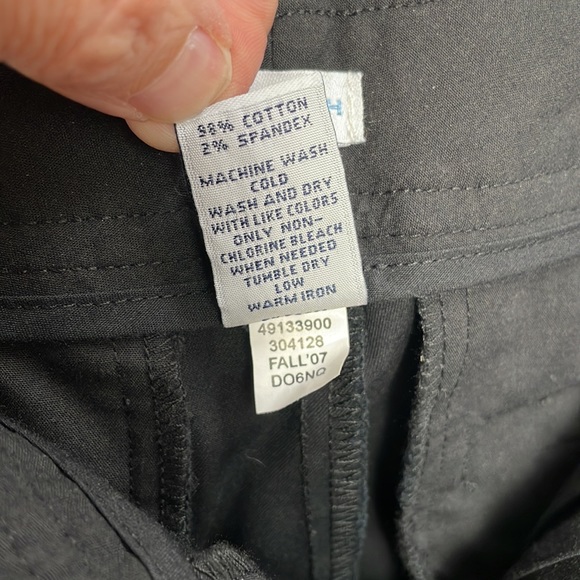 98% COTTON
2% SPANDEX
MACHINE WASH
COLD
WASH AND DRY
WITH LIKE COLORS
ONLY NON-
CHLORINE BLEACH
WHEN NEEDED
TUMBLE DRY
LOW
WARM IRON
49133900
304128
FALL'07